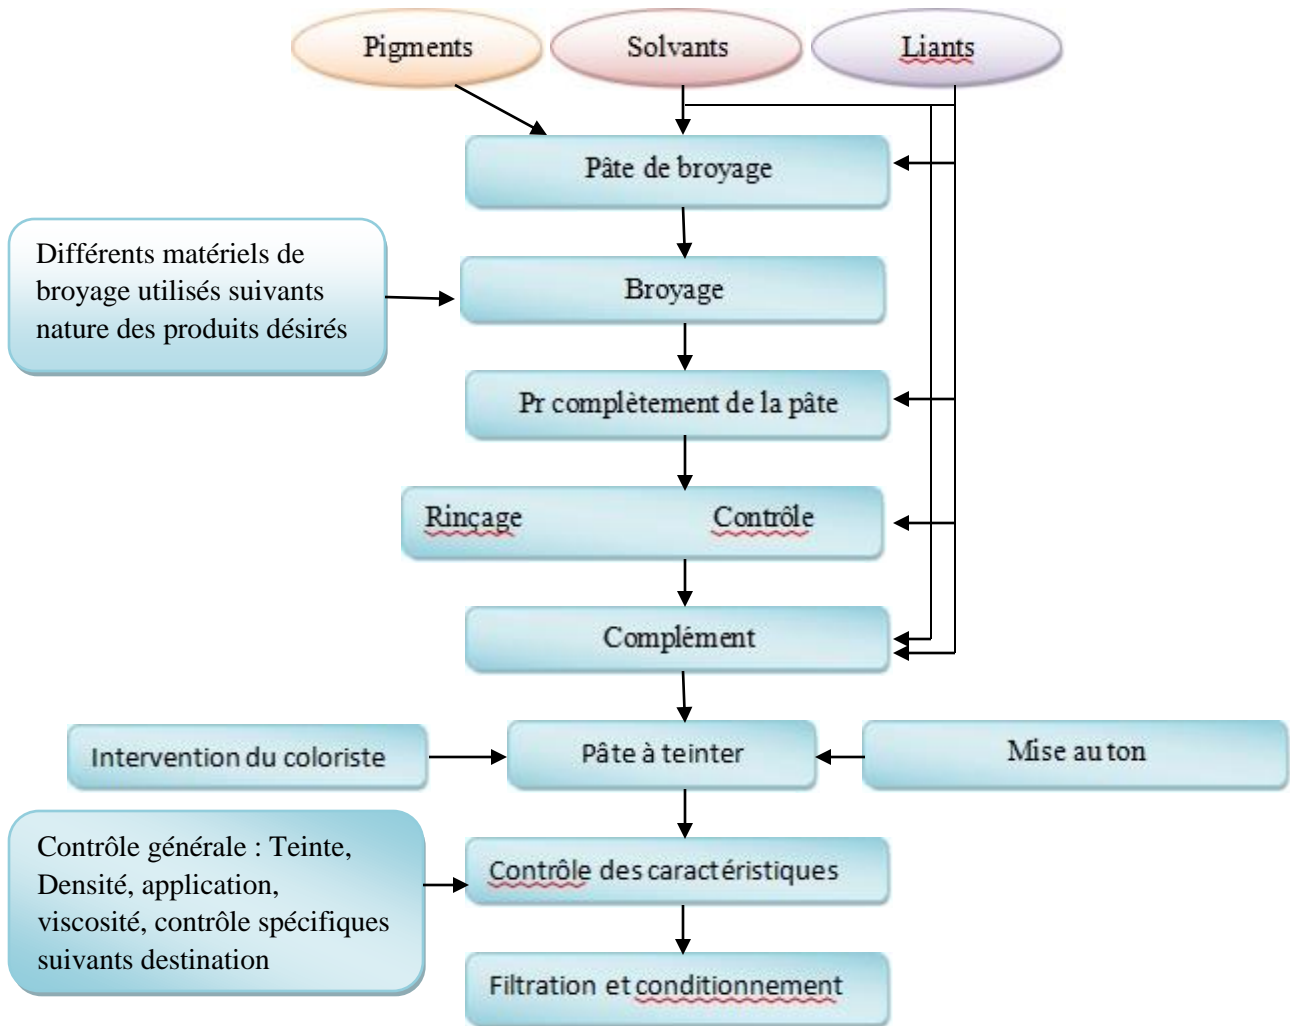 Pigments
Solvants
Liants
Pâte de broyage
Différents matériels de
broyage utilisés suivants
nature des produits désirés
Broyage
Pr complètement de la pâte
Rinçage Contrôle
Complément
Intervention du coloriste
Pâte à teinter
Mise au ton
Contrôle générale : Teinte,
Densité, application,
viscosité, contrôle spécifiques
suivants destination
Contrôle des caractéristiques
Filtration et conditionnement